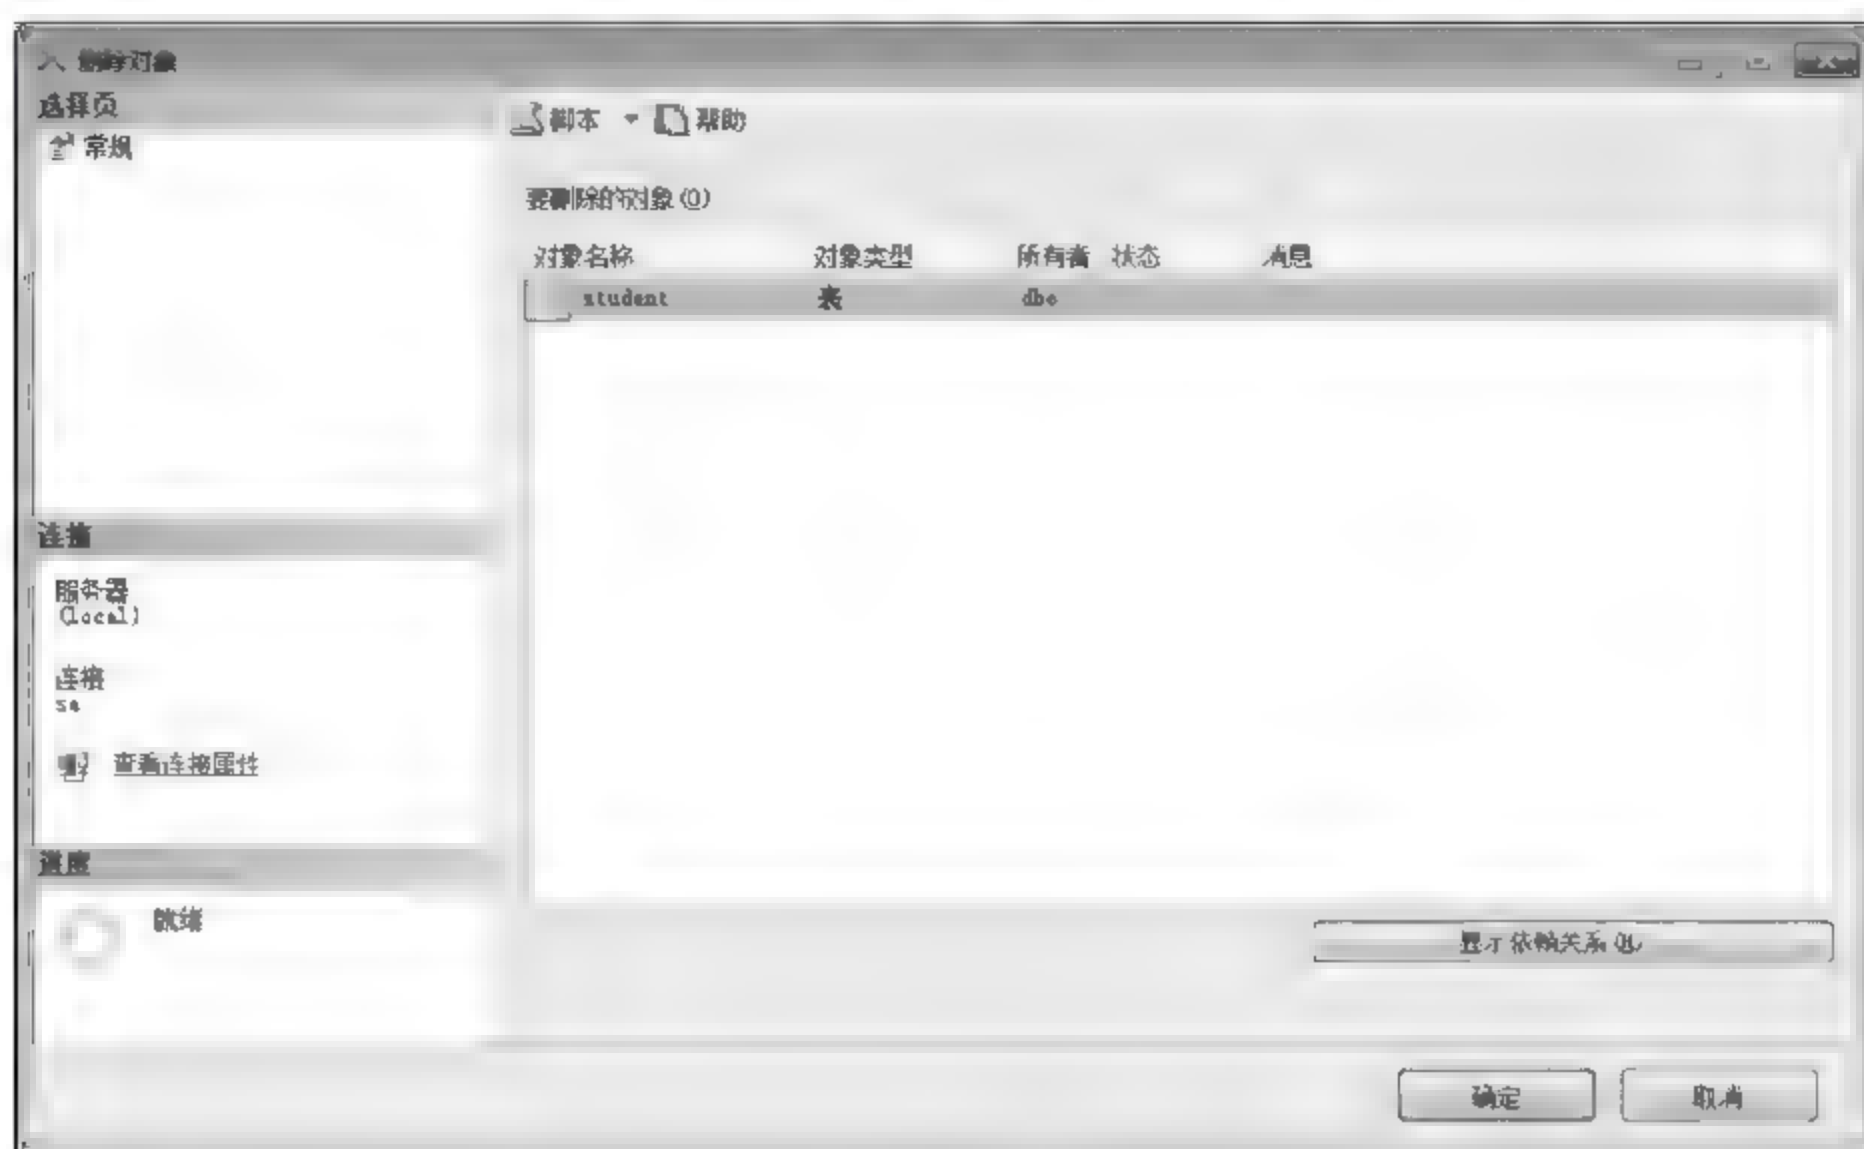 删除对象
选择页
常规
脚本 帮助
要删除的对象(O)
对象名称 对象类型 所有者 状态 消息
student 表 dbo
连接
服务器
(local)
连接
sa
查看连接属性
进度
就绪
显示依赖关系(H)
确定 取消